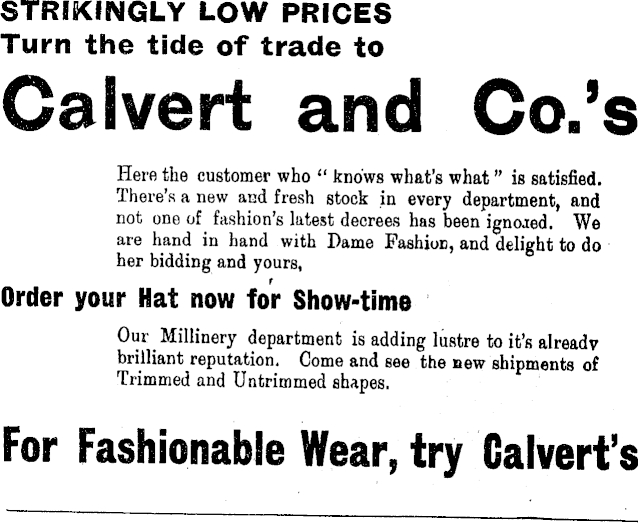 STRIKINGLY LOW PRICES
Turn the tide of trade to
Calvert and Co.'s
Here the customer who “ knows what's what ” is satisfied.
There's a new and fresh stock in every department, and
not one of fashion's latest decrees has been ignored. We
are hand in hand with Dame Fashion, and delight to do
her bidding and yours,
Order your Hat now for Show-time
Our Millinery department is adding lustre to it's already
brilliant reputation. Come and see the new shipments of
Trimmed and Untrimmed shapes.
For Fashionable Wear, try Calvert's